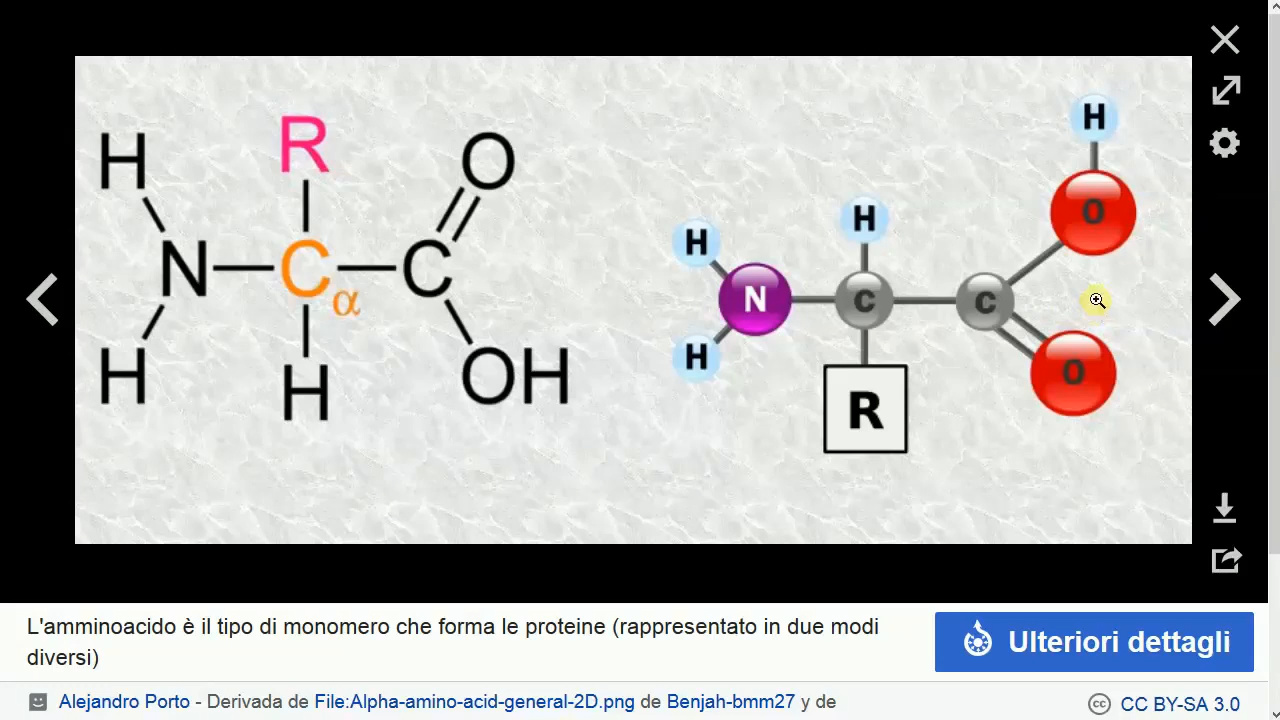 H
R
O
N
C
α
C
H
H
OH
H
H
H
O
N
C
C
H
R
O
L'amminoacido è il tipo di monomero che forma le proteine (rappresentato in due modi
diversi)
Ulteriori dettagli
Alejandro Porto - Derivada de File:Alpha-amino-acid-general-2D.png de Benjah-bmm27 y de
cc CC BY-SA 3.0